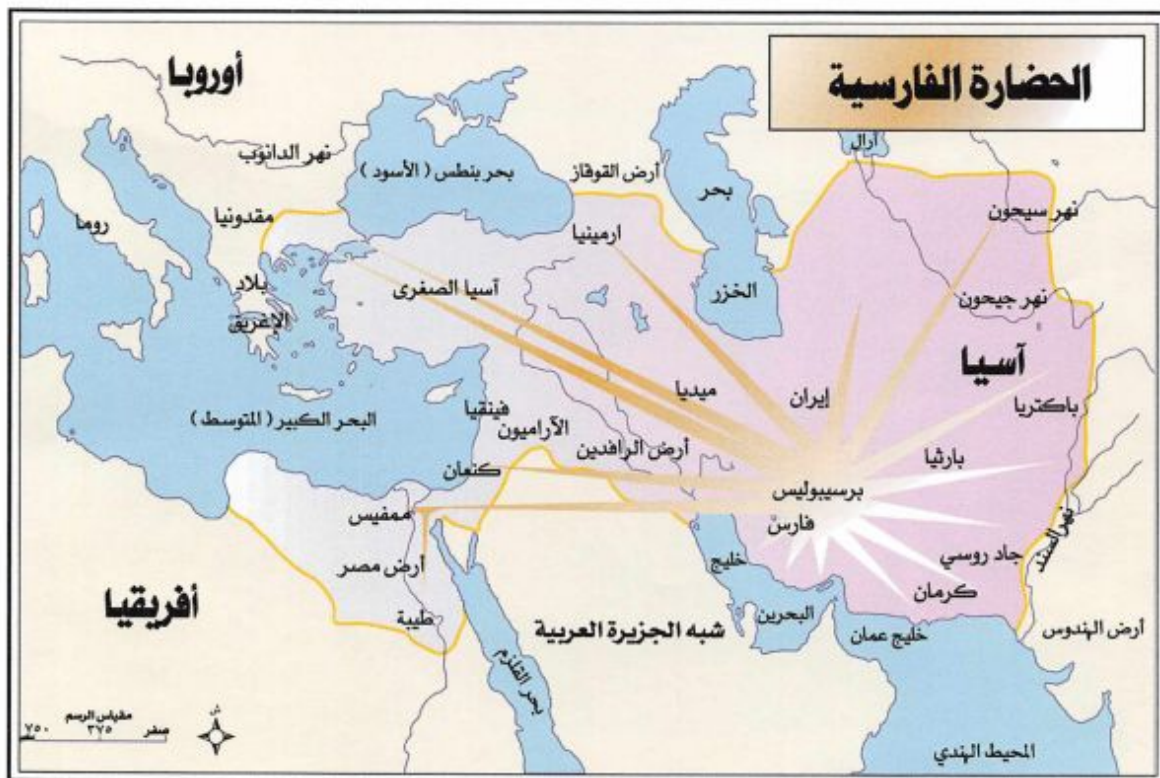 الحضارة الفارسية
أوروبا
نهر الدانوب
بحر بنطس ( الأسود )
أرض القوقاز
بحر
الخزر
آرال
نهر سيحون
نهر جيحون
مقدونيا
روما
بلاد
الإغريق
آسيا الصغرى
ارمينيا
آسيا
باكتريا
إيران
ميديا
بارثيا
البحر الكبير ( المتوسط )
فينقيا
الآراميون
كنعان
أرض الرافدين
برسيبوليس
فارس
جاد روسي
كرمان
نهر السند
أرض الهندوس
ممفيس
أرض مصر
طيبة
أفريقيا
شبه الجزيرة العربية
بحر القلزم
خليج
البحرين
خليج عمان
المحيط الهندي
ش
مقياس الرسم
صفر ٣٧٥ ٧٥٠